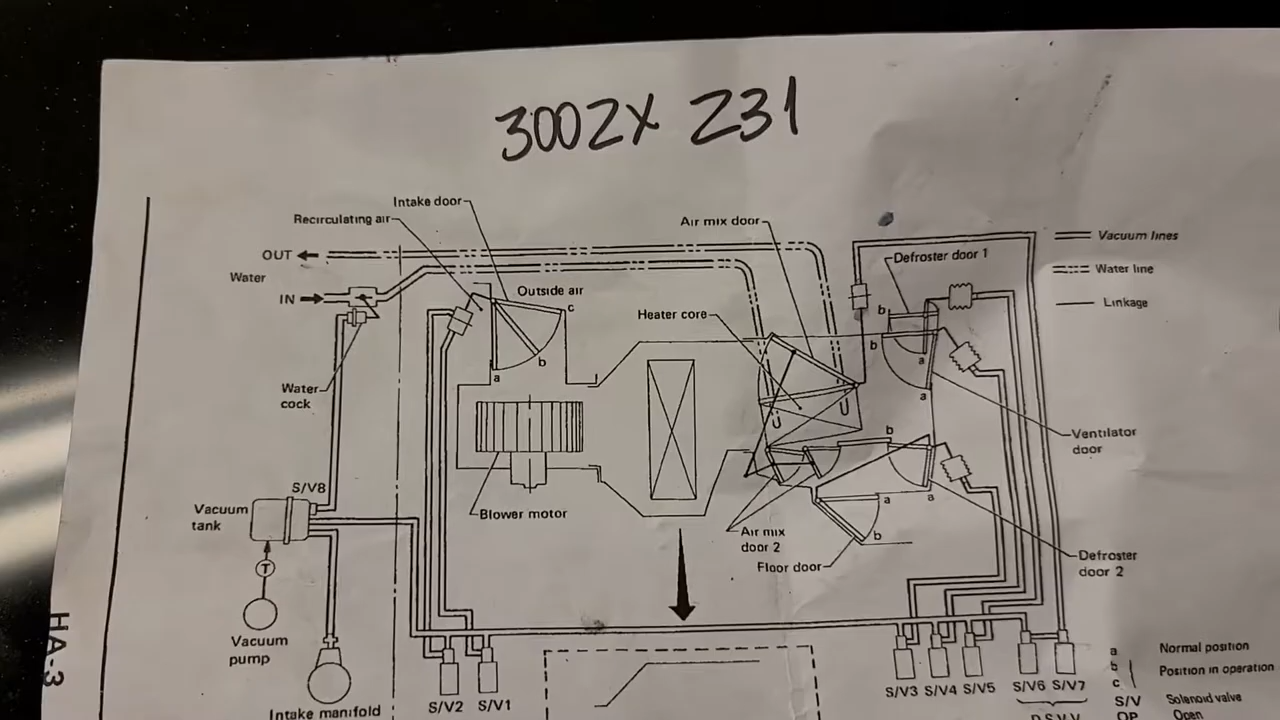 300ZX Z31
Intake door
Recirculating air
Air mix door
OUT
Water
IN
Outside air
Heater core
Defroster door 1
Vacuum lines
Water line
Linkage
c
b
a
b
b
a
a
Water
cock
Ventilator
door
b
S/V8
Vacuum
tank
Blower motor
Air mix
door 2
Floor door
a
b
a
Defroster
door 2
T
Vacuum
pump
Intake manifold
HA-3
S/V2
S/V1
S/V3
S/V4
S/V5
S/V6
S/V7
D.S.V.V
a Normal position
b
c
Position in operation
S/V Solenoid valve
OP Open